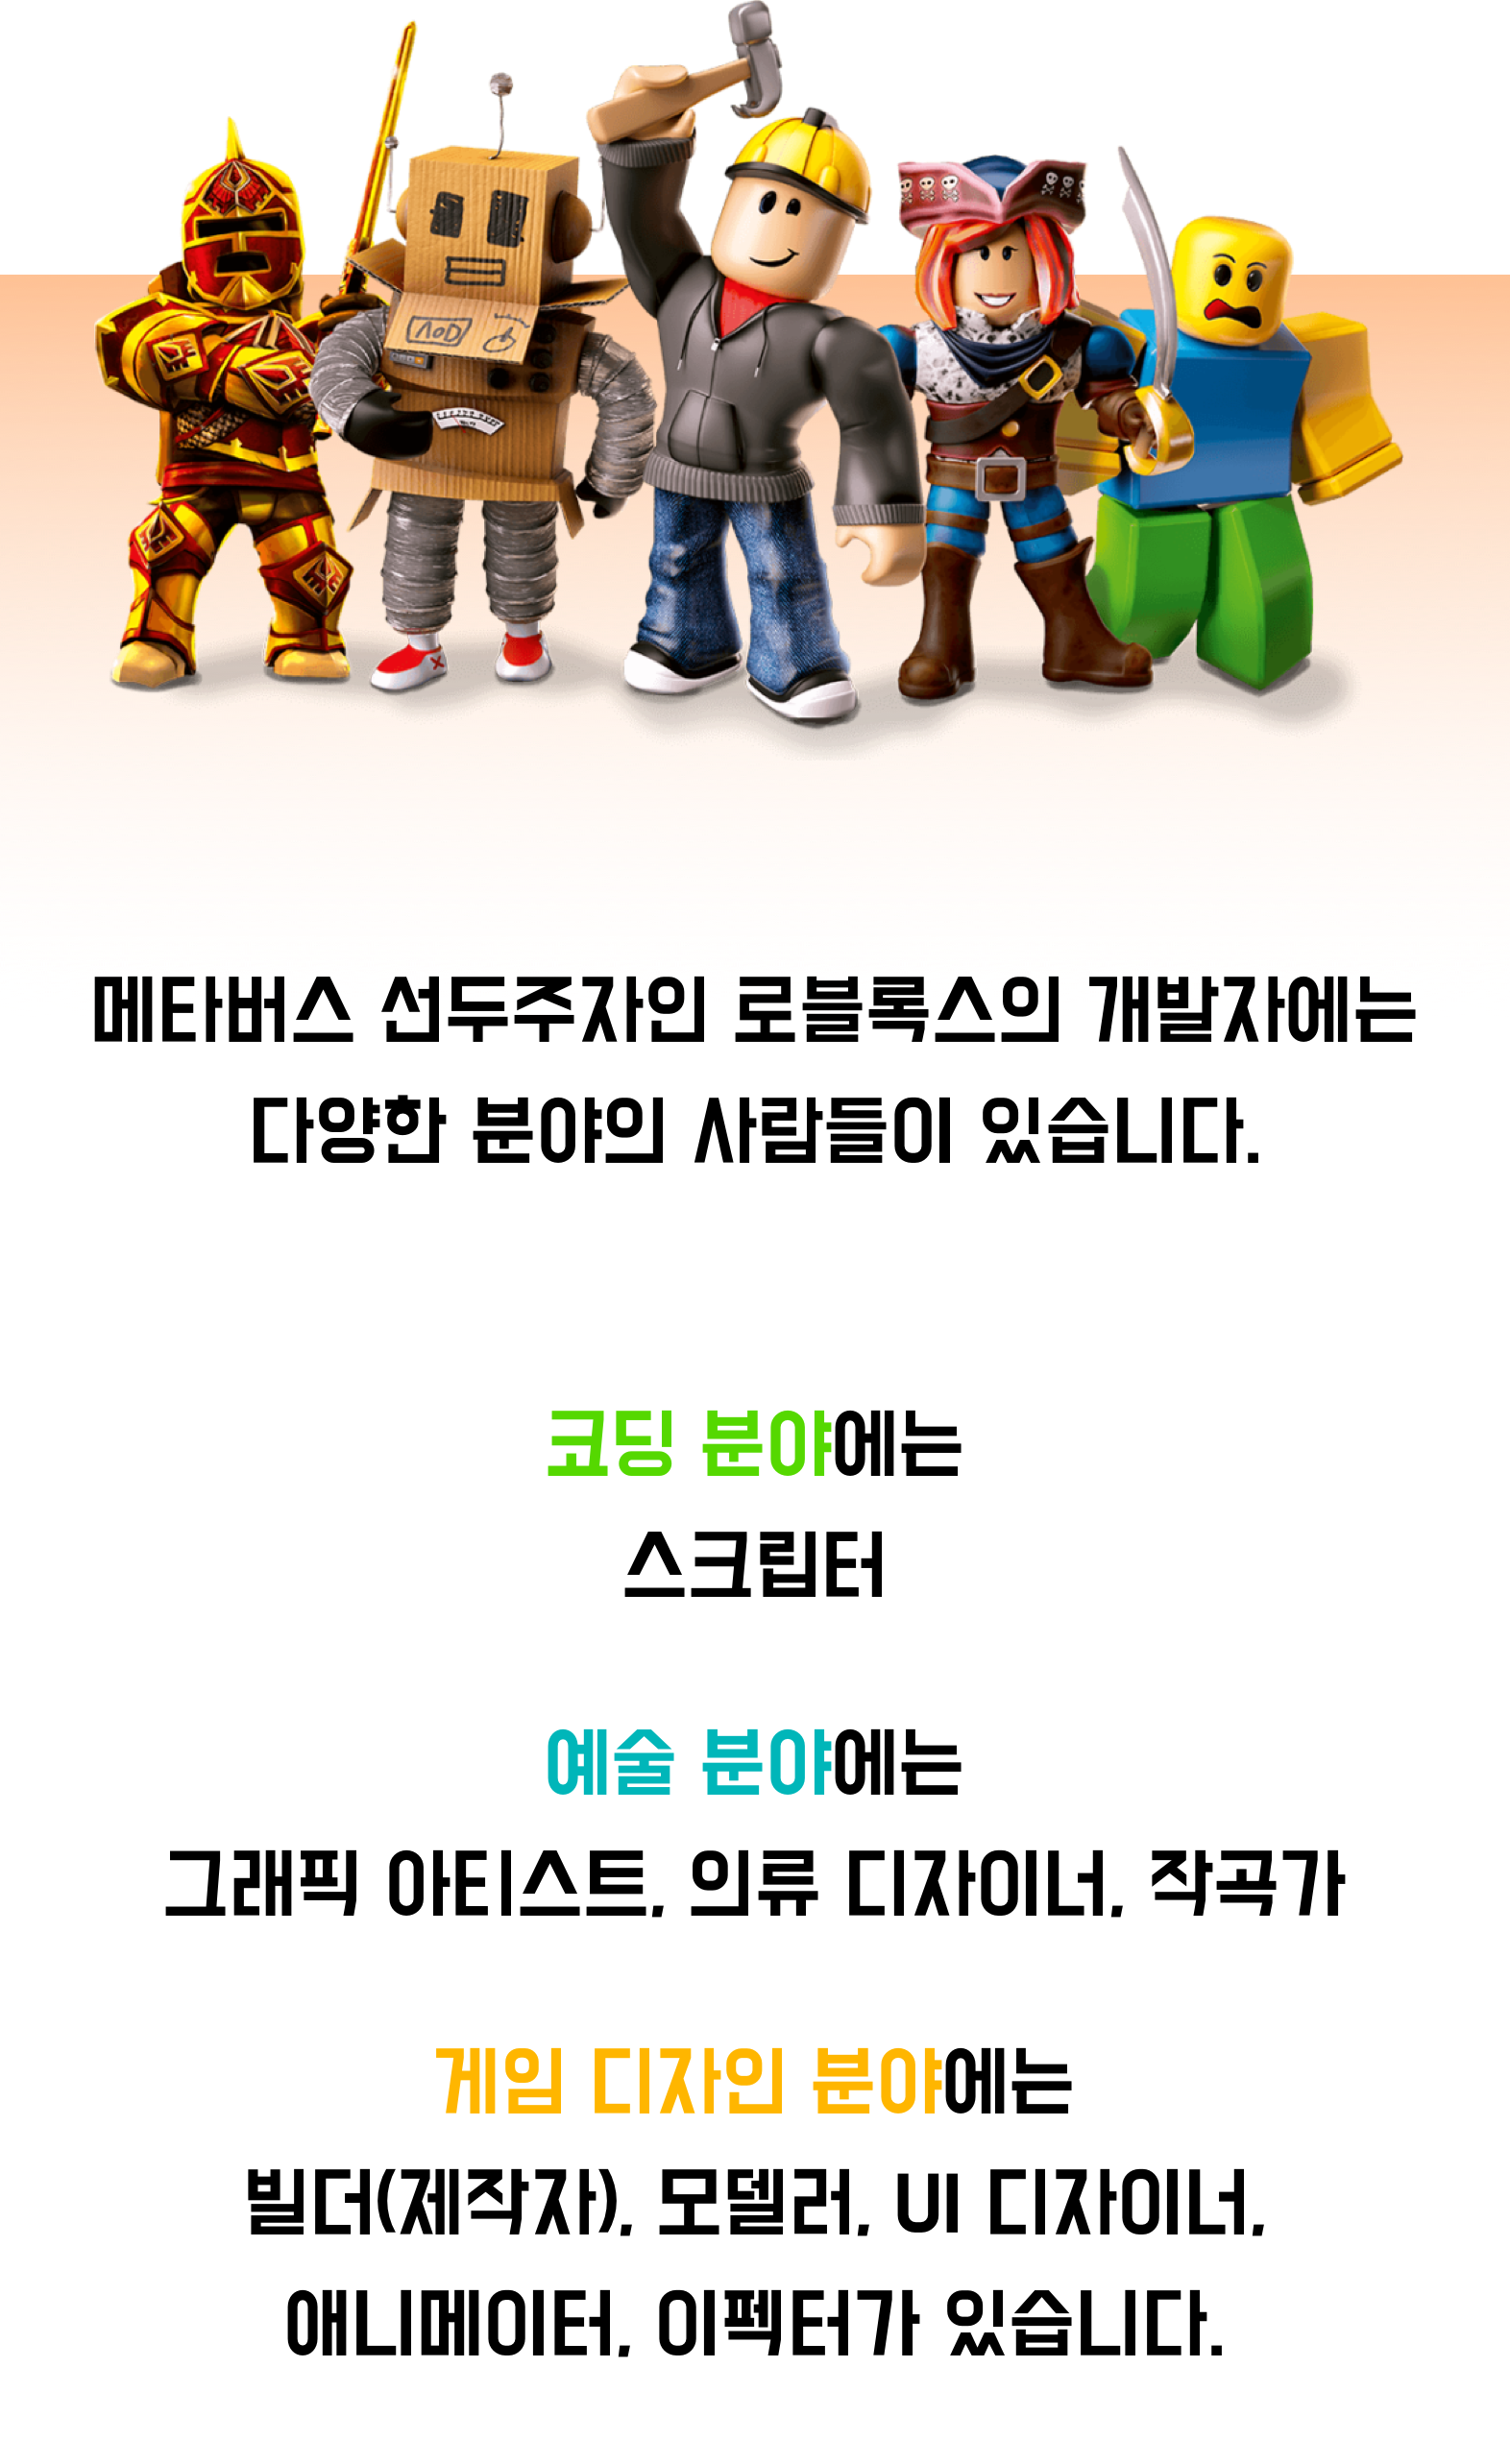 메타버스 선두주자인 로블록스의 개발자에는
다양한 분야의 사람들이 있습니다.
코딩 분야에는
스크립터
예술 분야에는
그래픽 아티스트, 의류 디자이너, 작곡가
게임 디자인 분야에는
빌더(제작자), 모델러, UI 디자이너,
애니메이터, 이펙터가 있습니다.